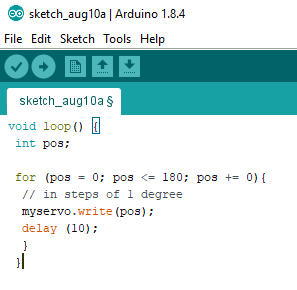 sketch_aug10a | Arduino 1.8.4
File Edit Sketch Tools Help
sketch_aug10a §
void loop() {
 int pos;

 for (pos = 0; pos <= 180; pos += 0){
  // in steps of 1 degree
  myservo.write(pos);
  delay (10);
  }
 }